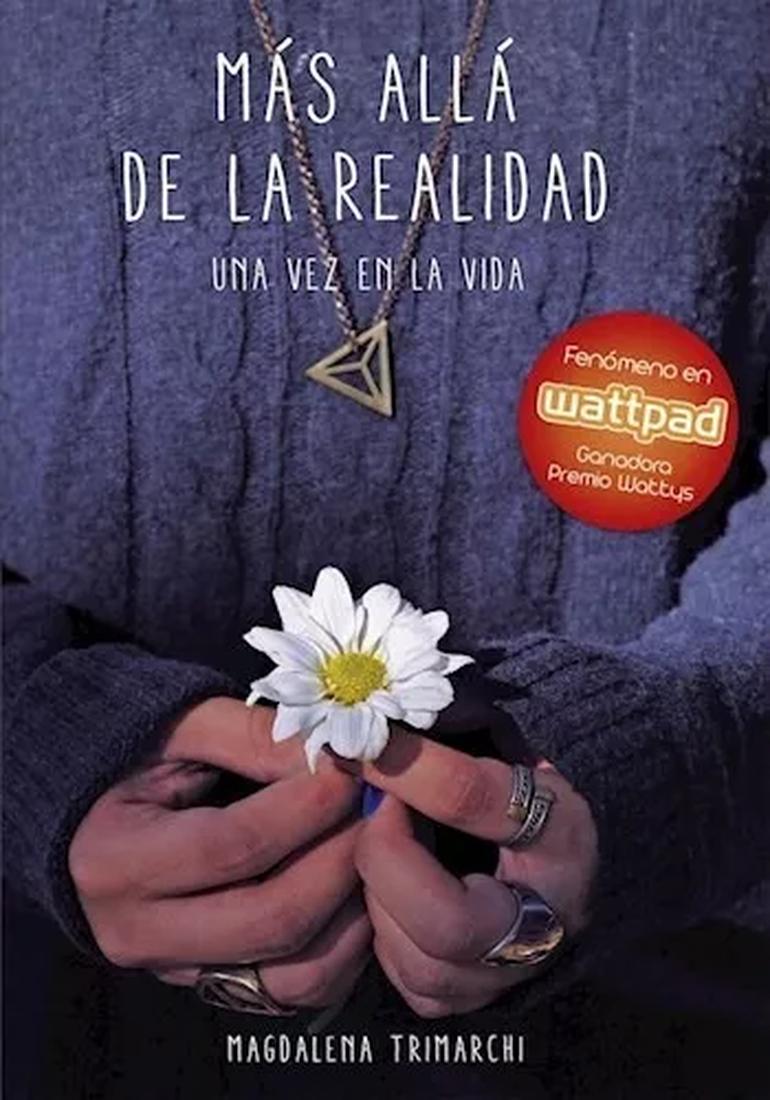 MÁS ALLÁ
DE LA REALIDAD
UNA VEZ EN LA VIDA
Fenómeno en
wattpad
Ganadora
Premio Wattys
MAGDALENA TRIMARCHI